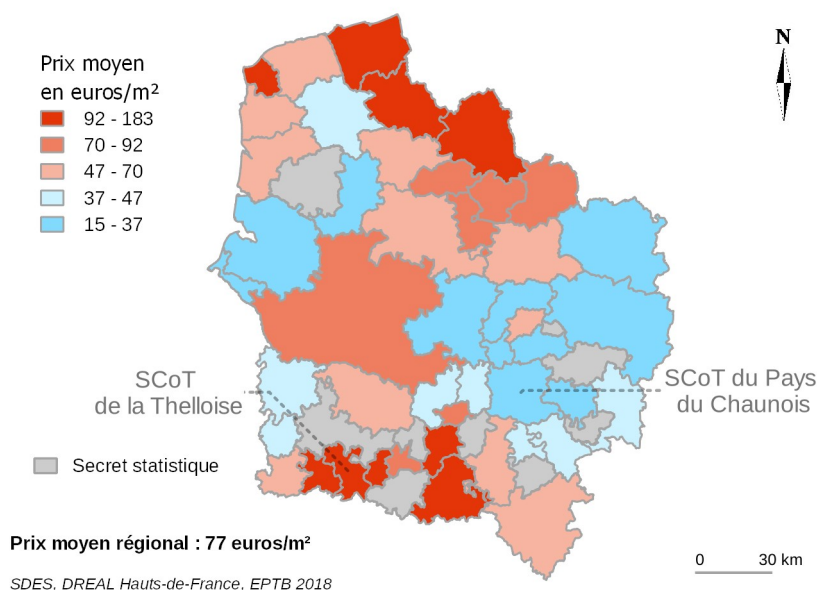 N
Prix moyen
en euros/m²
92 - 183
70 - 92
47 - 70
37 - 47
15 - 37
SCoT
de la Thelloise
SCoT du Pays
du Chaunois
Secret statistique
Prix moyen régional : 77 euros/m²
0 30 km
SDES, DREAL Hauts-de-France, EPTB 2018